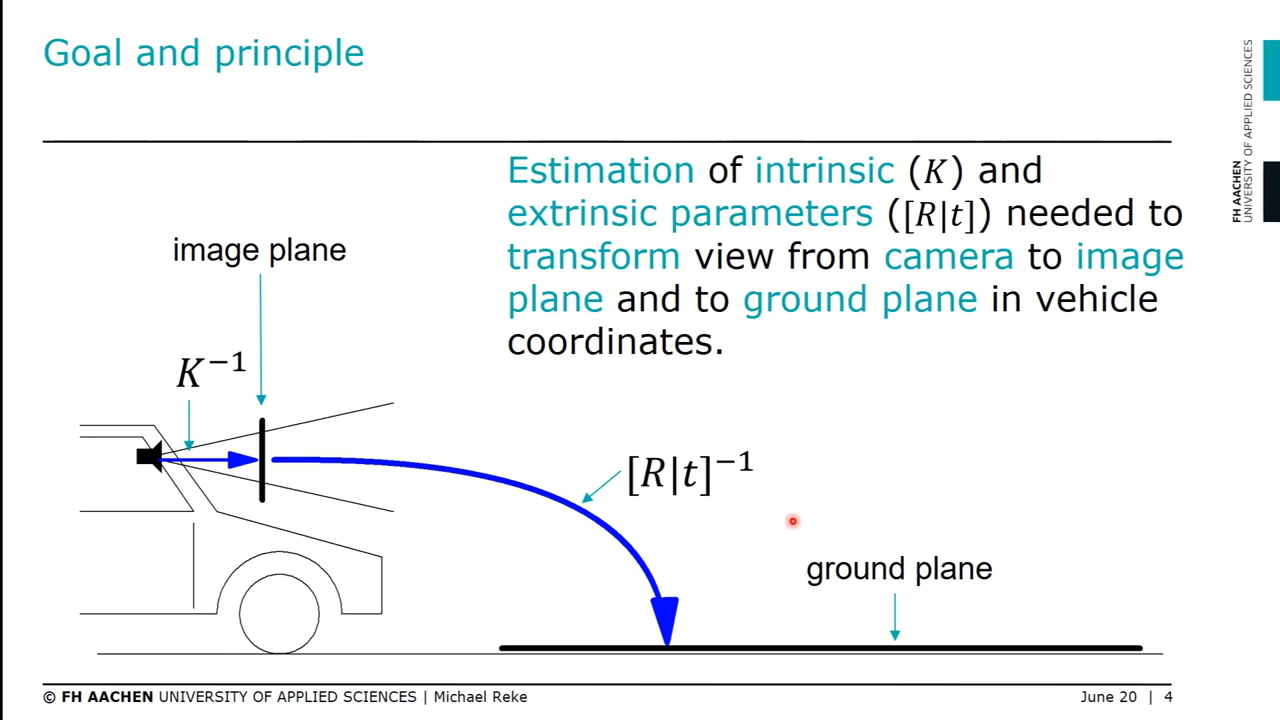 Goal and principle
FH AACHEN
UNIVERSITY OF APPLIED SCIENCES
Estimation of intrinsic (K) and
extrinsic parameters ([R|t]) needed to
transform view from camera to image
plane and to ground plane in vehicle
coordinates.
image plane
K⁻¹
[R|t]⁻¹
ground plane
© FH AACHEN UNIVERSITY OF APPLIED SCIENCES | Michael Reke
June 20 | 4